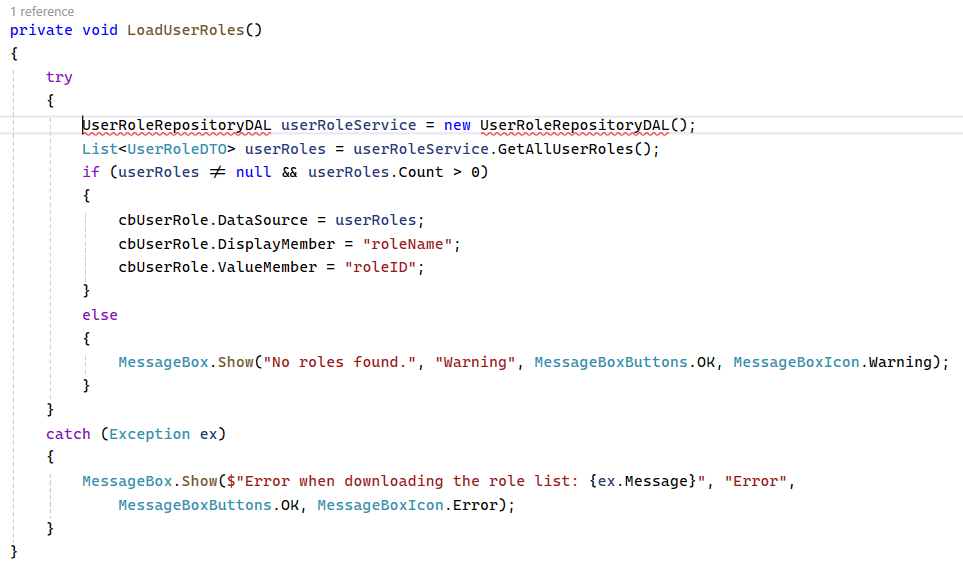 1 reference
private void LoadUserRoles()
{
try
{
UserRoleRepositoryDAL userRoleService = new UserRoleRepositoryDAL();
List<UserRoleDTO> userRoles = userRoleService.GetAllUserRoles();
if (userRoles ≠ null && userRoles.Count > 0)
{
cbUserRole.DataSource = userRoles;
cbUserRole.DisplayMember = "roleName";
cbUserRole.ValueMember = "roleID";
}
else
{
MessageBox.Show("No roles found.", "Warning", MessageBoxButtons.OK, MessageBoxIcon.Warning);
}
}
catch (Exception ex)
{
MessageBox.Show($"Error when downloading the role list: {ex.Message}", "Error",
MessageBoxButtons.OK, MessageBoxIcon.Error);
}
}